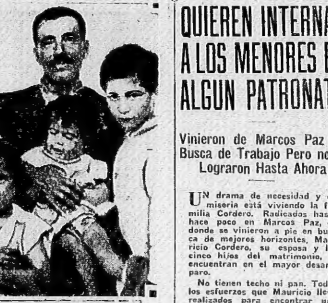 QUIEREN INTERNA
A LOS MENORES E
ALGUN PATRONAT
Vinieron de Marcos Paz
Busca de Trabajo Pero no
Lograron Hasta Ahora
UN drama de necesidad y
miseria está viviendo la F
milia Cordero. Radicados has
hace poco en Marcos Paz,
donde se vinieron a pie en bu
ca de mejores horizontes, Ma
ricio Cordero, su esposa y
cinco hijos del matrimonio,
encuentran en el mayor desam
paro.
No tienen techo ni pan. Tod
los esfuerzos que Mauricio lle
realizados para encontrar